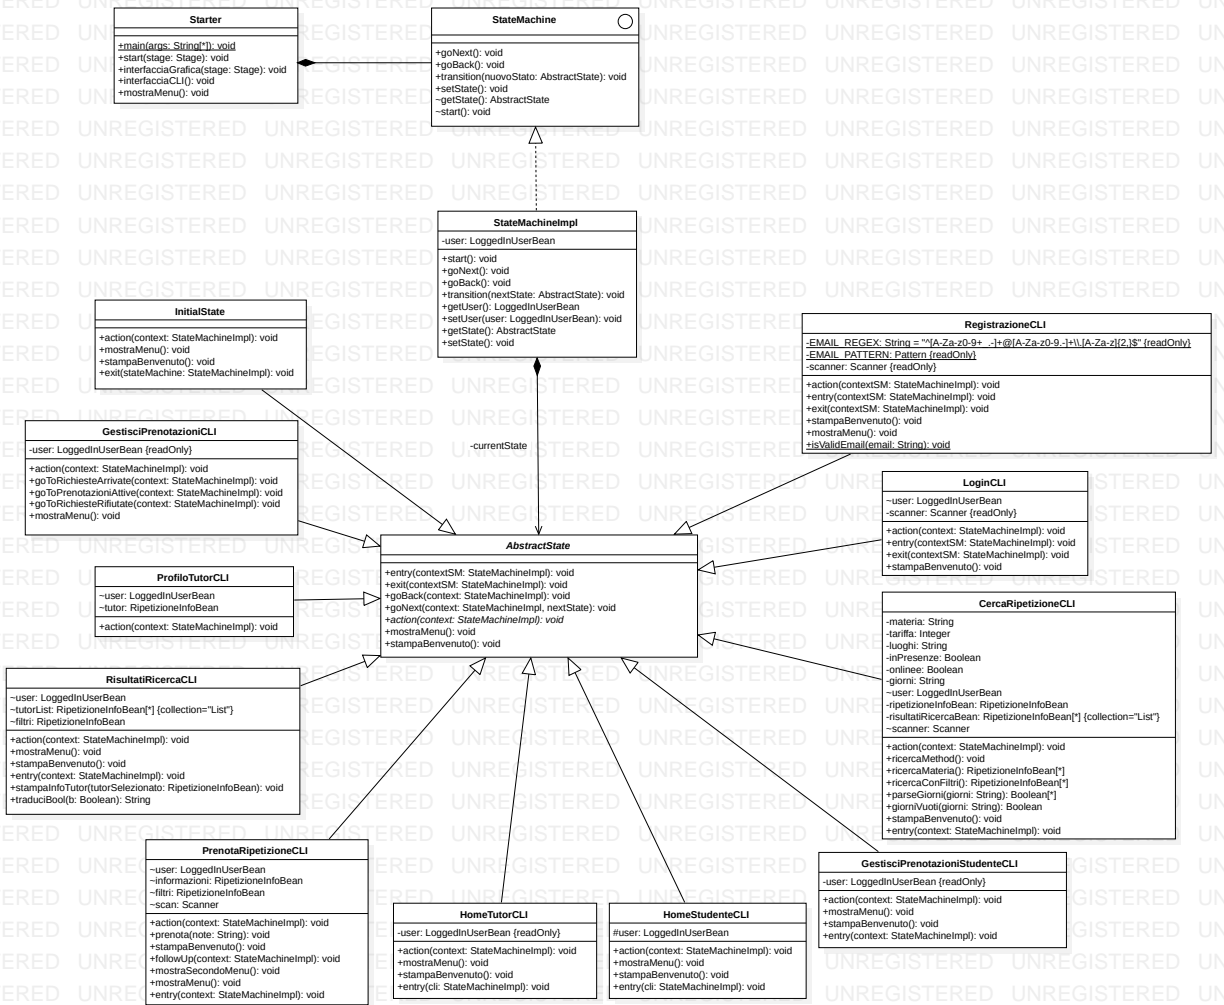 Starter
+main(args: String[*]): void
+start(stage: Stage): void
+interfacciaGrafica(stage: Stage): void
+interfacciaCLI(): void
+mostraMenu(): void
StateMachine
+goNext(): void
+goBack(): void
+transition(nuovoStato: AbstractState): void
+setState(): void
~getState(): AbstractState
~start(): void
StateMachineImpl
-user: LoggedInUserBean
+start(): void
+goNext(): void
+goBack(): void
+transition(nextState: AbstractState): void
+getUser(): LoggedInUserBean
+setUser(user: LoggedInUserBean): void
+getState(): AbstractState
+setState(): void
InitialState
+action(context: StateMachineImpl): void
+mostraMenu(): void
+stampaBenvenuto(): void
+exit(stateMachine: StateMachineImpl): void
RegistrazioneCLI
-EMAIL_REGEX: String = "^[A-Za-z0-9+_.-]+@[A-Za-z0-9.-]+\\.[A-Za-z]{2,}$" {readOnly}
-EMAIL_PATTERN: Pattern {readOnly}
-scanner: Scanner {readOnly}
+action(contextSM: StateMachineImpl): void
+entry(contextSM: StateMachineImpl): void
+exit(contextSM: StateMachineImpl): void
+stampaBenvenuto(): void
+mostraMenu(): void
+isValidEmail(email: String): void
GestisciPrenotazioniCLI
-user: LoggedInUserBean {readOnly}
+action(context: StateMachineImpl): void
+goToRichiesteArrivate(context: StateMachineImpl): void
+goToPrenotazioniAttive(context: StateMachineImpl): void
+goToRichiesteRifiutate(context: StateMachineImpl): void
+mostraMenu(): void
-currentState
LoginCLI
~user: LoggedInUserBean
-scanner: Scanner {readOnly}
+action(context: StateMachineImpl): void
+entry(contextSM: StateMachineImpl): void
+exit(contextSM: StateMachineImpl): void
+stampaBenvenuto(): void
AbstractState
+entry(contextSM: StateMachineImpl): void
+exit(contextSM: StateMachineImpl): void
+goBack(context: StateMachineImpl): void
+goNext(context: StateMachineImpl, nextState): void
+action(context: StateMachineImpl): void
+mostraMenu(): void
+stampaBenvenuto(): void
ProfiloTutorCLI
~user: LoggedInUserBean
~tutor: RipetizioneInfoBean
+action(context: StateMachineImpl): void
CercaRipetizioneCLI
-materia: String
-tariffa: Integer
-luoghi: String
-inPresenze: Boolean
-onlinee: Boolean
-giorni: String
~user: LoggedInUserBean
-ripetizioneInfoBean: RipetizioneInfoBean
-risultatiRicercaBean: RipetizioneInfoBean[*] {collection="List"}
~scanner: Scanner
+action(context: StateMachineImpl): void
+ricercaMethod(): void
+ricercaMateria(): RipetizioneInfoBean[*]
+ricercaConFiltri(): RipetizioneInfoBean[*]
+parseGiorni(giorni: String): Boolean[*]
+giorniVuoti(giorni: String): Boolean
+stampaBenvenuto(): void
+entry(context: StateMachineImpl): void
RisultatiRicercaCLI
~user: LoggedInUserBean
~tutorList: RipetizioneInfoBean[*] {collection="List"}
~filtri: RipetizioneInfoBean
+action(context: StateMachineImpl): void
+mostraMenu(): void
+stampaBenvenuto(): void
+entry(context: StateMachineImpl): void
+stampaInfoTutor(tutorSelezionato: RipetizioneInfoBean): void
+traduciBool(b: Boolean): String
PrenotaRipetizioneCLI
~user: LoggedInUserBean
~informazioni: RipetizioneInfoBean
~filtri: RipetizioneInfoBean
~scan: Scanner
+action(context: StateMachineImpl): void
+prenota(note: String): void
+stampaBenvenuto(): void
+followUp(context: StateMachineImpl): void
+mostraSecondoMenu(): void
+mostraMenu(): void
+entry(context: StateMachineImpl): void
HomeTutorCLI
-user: LoggedInUserBean {readOnly}
+action(context: StateMachineImpl): void
+mostraMenu(): void
+stampaBenvenuto(): void
+entry(cli: StateMachineImpl): void
HomeStudenteCLI
#user: LoggedInUserBean
+action(context: StateMachineImpl): void
+mostraMenu(): void
+stampaBenvenuto(): void
+entry(cli: StateMachineImpl): void
GestisciPrenotazioniStudenteCLI
-user: LoggedInUserBean {readOnly}
+action(context: StateMachineImpl): void
+mostraMenu(): void
+stampaBenvenuto(): void
+entry(context: StateMachineImpl): void
UNREGISTERED